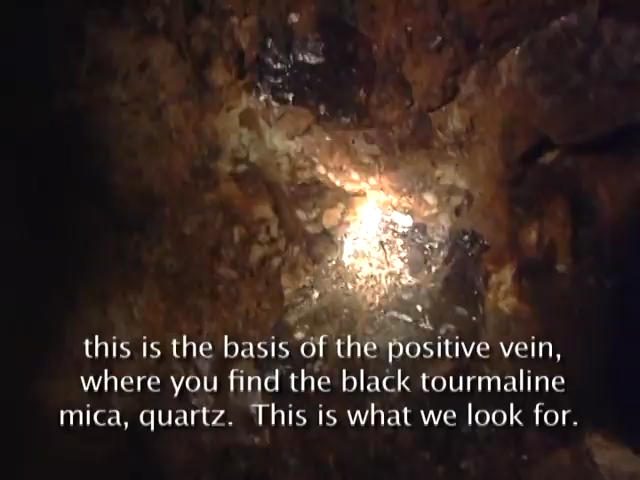 this is the basis of the positive vein,
where you find the black tourmaline
mica, quartz.  This is what we look for.